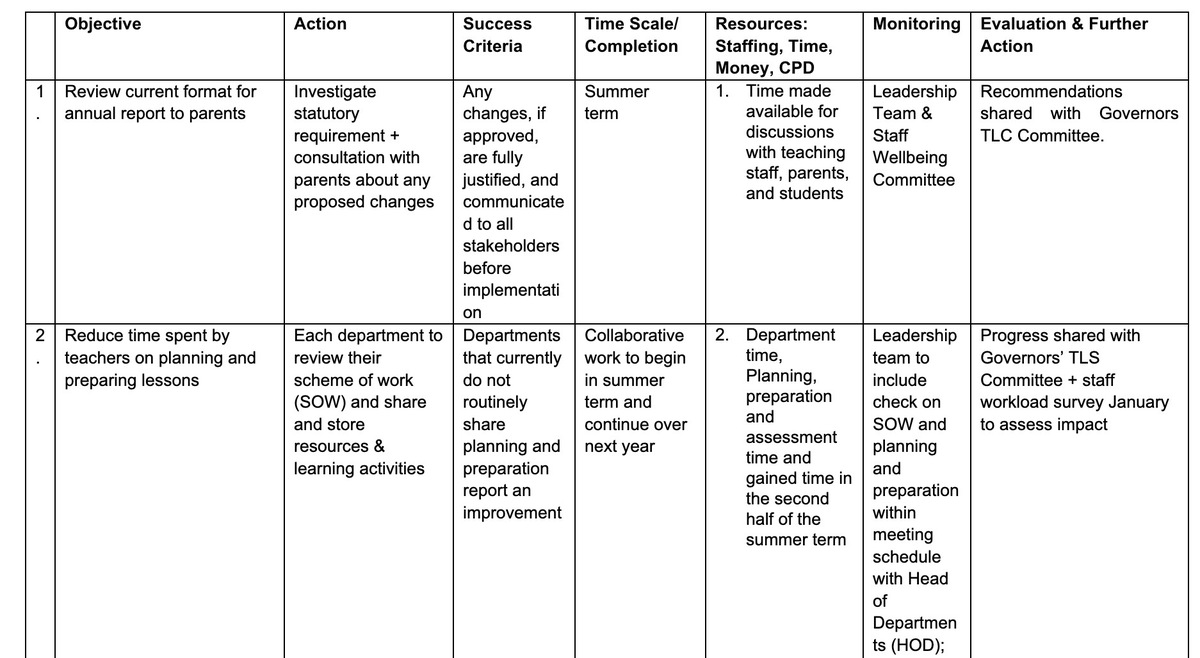 Objective
Action
Success
Criteria
Time Scale/
Completion
Resources:
Staffing, Time,
Money, CPD
Monitoring
Evaluation & Further
Action
1
.
Review current format for
annual report to parents
Investigate
statutory
requirement +
consultation with
parents about any
proposed changes
Any
changes, if
approved,
are fully
justified, and
communicate
d to all
stakeholders
before
implementati
on
Summer
term
1. Time made
available for
discussions
with teaching
staff, parents,
and students
Leadership
Team &
Staff
Wellbeing
Committee
Recommendations
shared with Governors
TLC Committee.
2
.
Reduce time spent by
teachers on planning and
preparing lessons
Each department to
review their
scheme of work
(SOW) and share
and store
resources &
learning activities
Departments
that currently
do not
routinely
share
planning and
preparation
report an
improvement
Collaborative
work to begin
in summer
term and
continue over
next year
2. Department
time,
Planning,
preparation
and
assessment
time and
gained time in
the second
half of the
summer term
Leadership
team to
include
check on
SOW and
planning
and
preparation
within
meeting
schedule
with Head
of
Departmen
ts (HOD);
Progress shared with
Governors’ TLS
Committee + staff
workload survey January
to assess impact